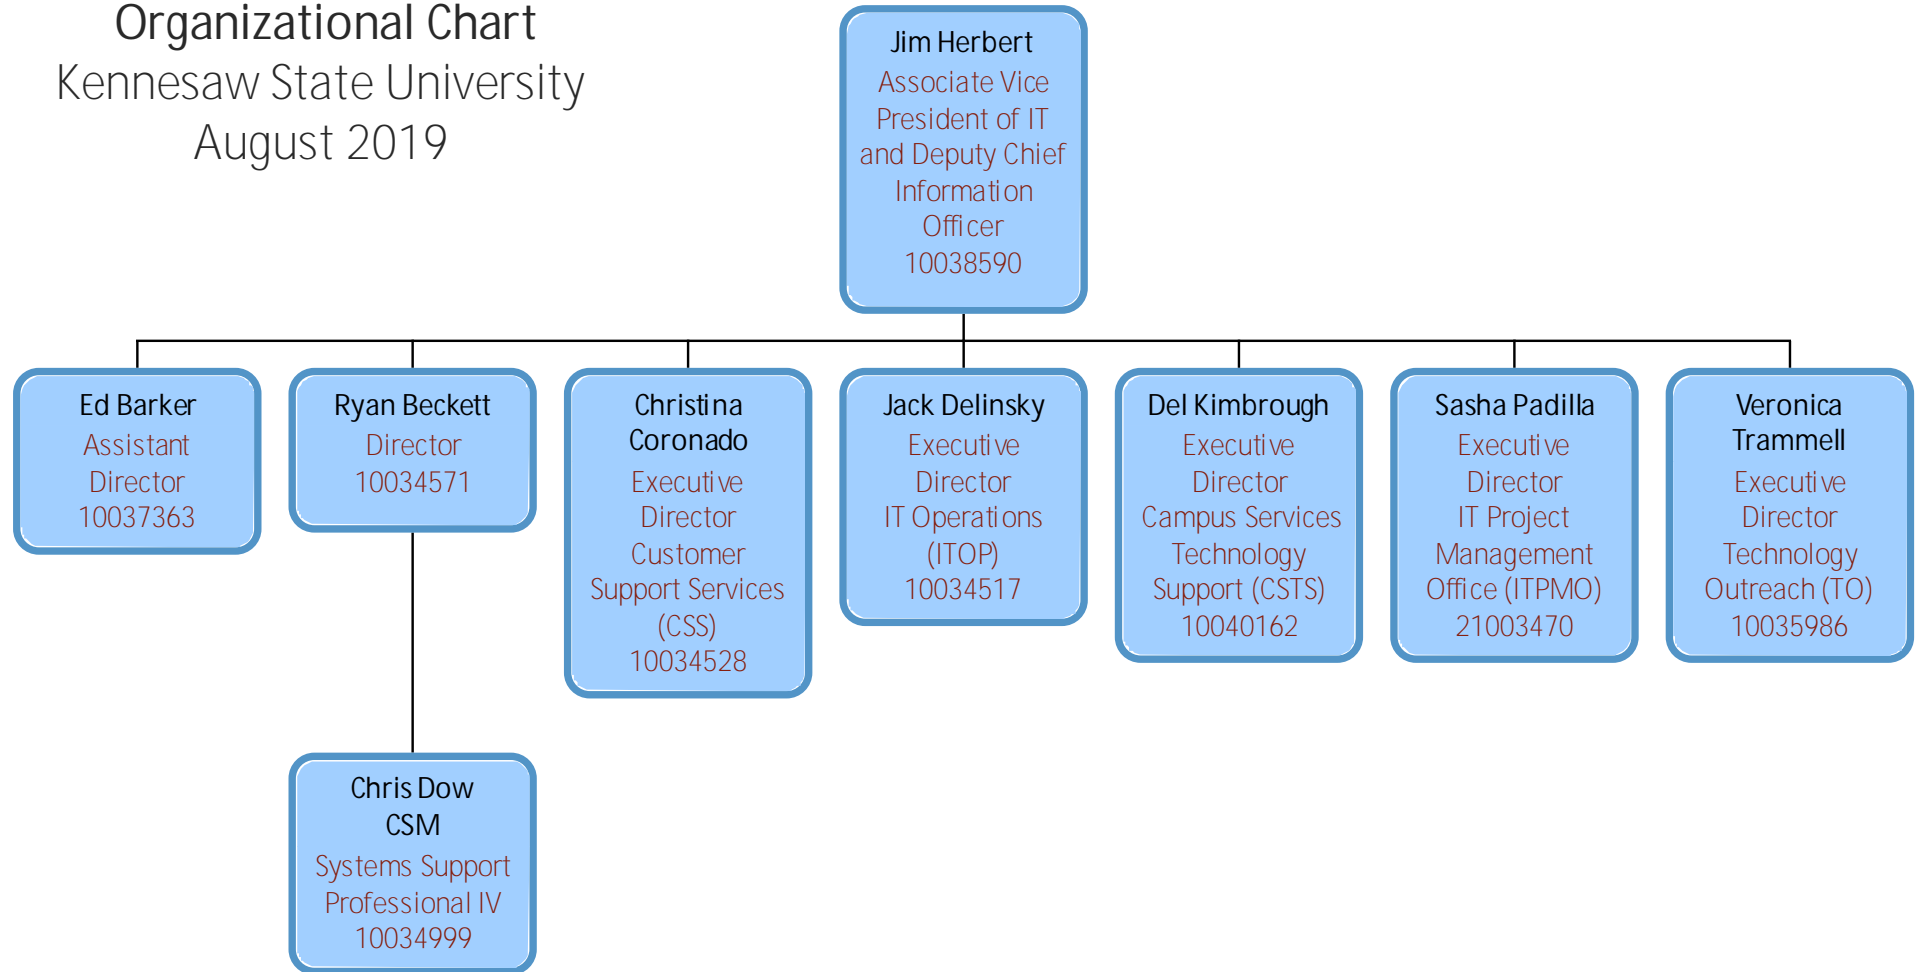 Organizational Chart
Kennesaw State University
August 2019
Jim Herbert
Associate Vice
President of IT
and Deputy Chief
Information
Officer
10038590
Ed Barker
Assistant
Director
10037363
Ryan Beckett
Director
10034571
Christina
Coronado
Executive
Director
Customer
Support Services
(CSS)
10034528
Jack Delinsky
Executive
Director
IT Operations
(ITOP)
10034517
Del Kimbrough
Executive
Director
Campus Services
Technology
Support (CSTS)
10040162
Sasha Padilla
Executive
Director
IT Project
Management
Office (ITPMO)
21003470
Veronica
Trammell
Executive
Director
Technology
Outreach (TO)
10035986
Chris Dow
CSM
Systems Support
Professional IV
10034999